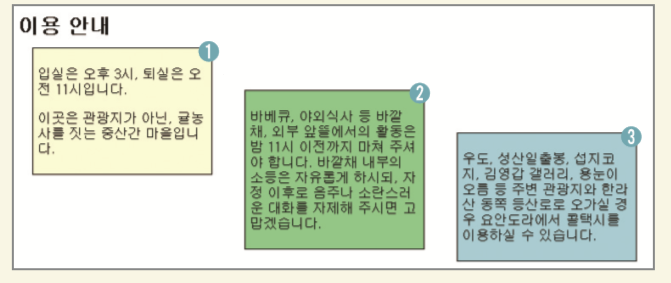 이용 안내
1
입실은 오후 3시, 퇴실은 오
전 11시입니다.
이곳은 관광지가 아닌, 귤농
사를 짓는 중산간 마을입니
다.
2
바베큐, 야외식사 등 바깥
채, 외부 앞뜰에서의 활동은
밤 11시 이전까지 마쳐 주셔
야 합니다. 바깥채 내부의
소등은 자유롭게 하시되, 자
정 이후로 음주나 소란스러
운 대화를 자제해 주시면 고
맙겠습니다.
3
우도, 성산일출봉, 섭지코
지, 김영갑 갤러리, 용눈이
오름 등 주변 관광지와 한라
산 동쪽 등산로로 오가실 경
우 요안도라에서 콜택시를
이용하실 수 있습니다.